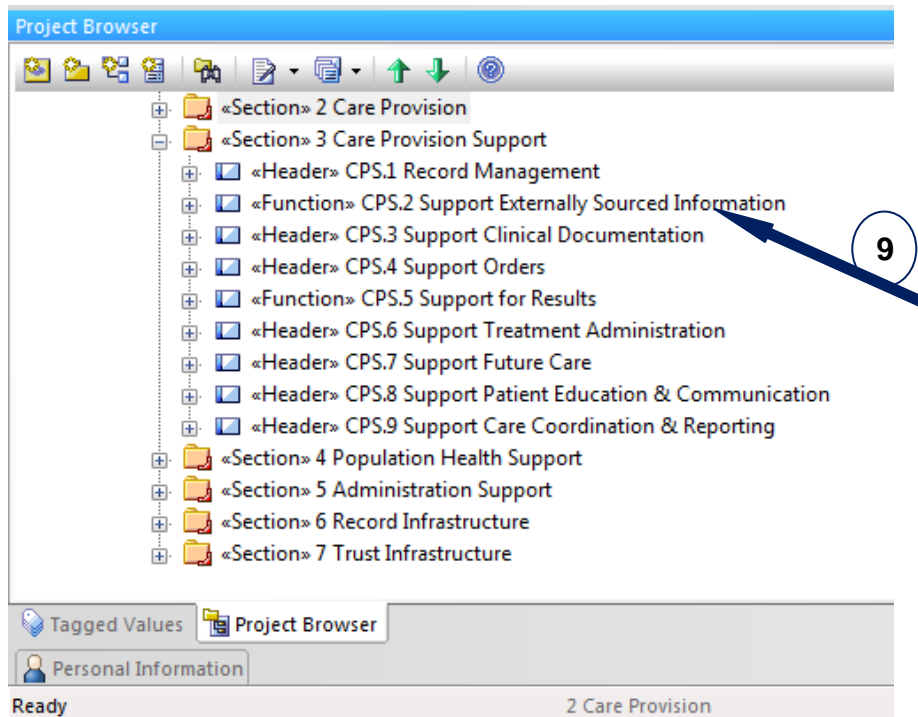 Project Browser
«Section» 2 Care Provision
«Section» 3 Care Provision Support
«Header» CPS.1 Record Management
«Function» CPS.2 Support Externally Sourced Information
«Header» CPS.3 Support Clinical Documentation
9
«Header» CPS.4 Support Orders
«Function» CPS.5 Support for Results
«Header» CPS.6 Support Treatment Administration
«Header» CPS.7 Support Future Care
«Header» CPS.8 Support Patient Education & Communication
«Header» CPS.9 Support Care Coordination & Reporting
«Section» 4 Population Health Support
«Section» 5 Administration Support
«Section» 6 Record Infrastructure
«Section» 7 Trust Infrastructure
Tagged Values Project Browser
Personal Information
Ready 2 Care Provision